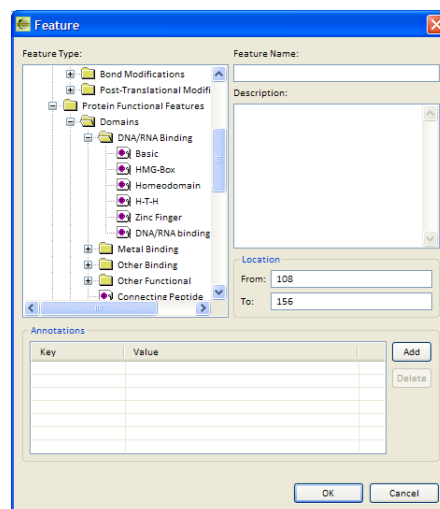 Feature
Feature Type:
Bond Modifications
Post-Translational Modifi
Protein Functional Features
Domains
DNA/RNA Binding
Basic
HMG-Box
Homeodomain
H-T-H
Zinc Finger
DNA/RNA binding
Metal Binding
Other Binding
Other Functional
Connecting Peptide
Feature Name:
Description:
Location
From: 108
To: 156
Annotations
Key Value
Add
Delete
OK Cancel